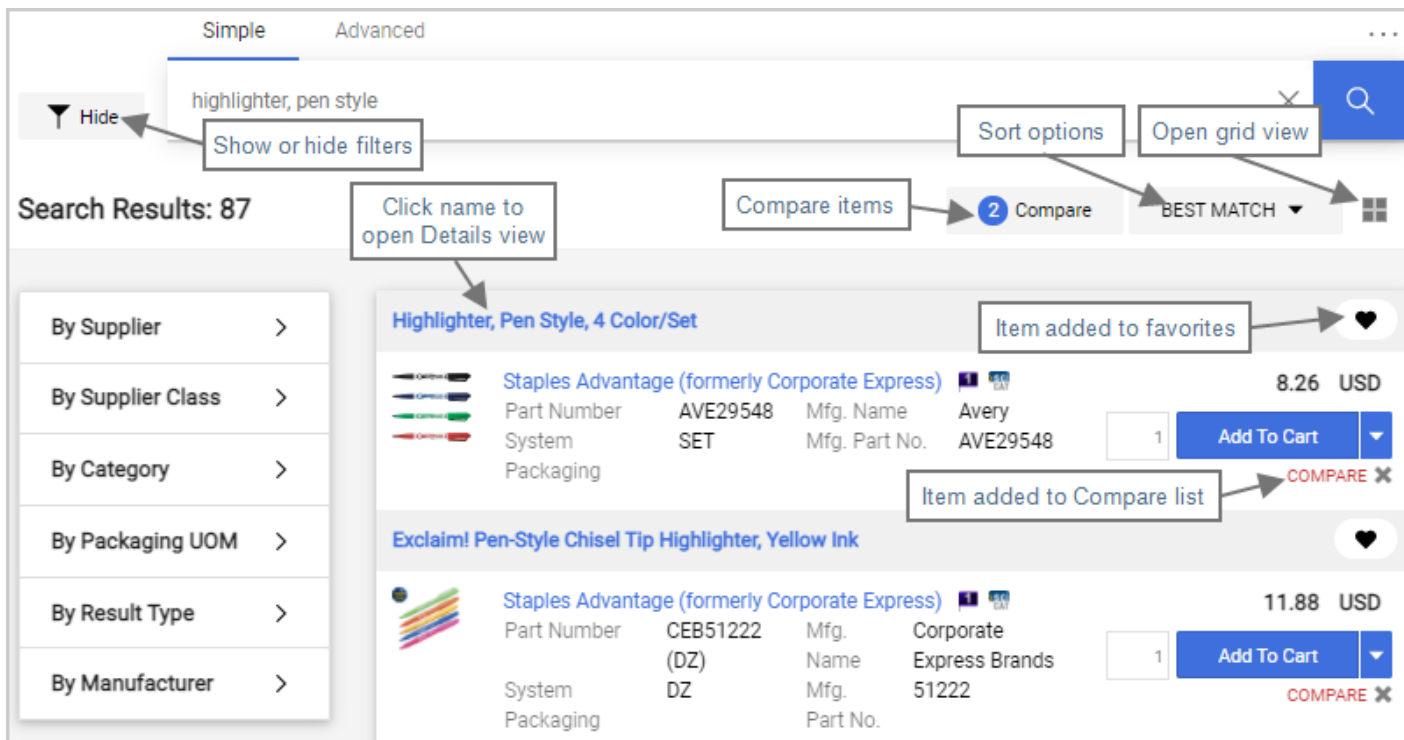 Simple Advanced ...
highlighter, pen style
Hide
Show or hide filters
Sort options
Open grid view
Search Results: 87
Click name to
open Details view
Compare items
2 Compare
BEST MATCH
By Supplier
By Supplier Class
By Category
By Packaging UOM
By Result Type
By Manufacturer
Highlighter, Pen Style, 4 Color/Set
Item added to favorites
Staples Advantage (formerly Corporate Express) 8.26 USD
Part Number AVE29548 Mfg. Name Avery
System SET Mfg. Part No. AVE29548
Packaging
1 Add To Cart
COMPARE
Item added to Compare list
Exclaim! Pen-Style Chisel Tip Highlighter, Yellow Ink
Staples Advantage (formerly Corporate Express) 11.88 USD
Part Number CEB51222 Mfg. Corporate
(DZ) Name Express Brands
System DZ Mfg. 51222
Packaging Part No.
1 Add To Cart
COMPARE